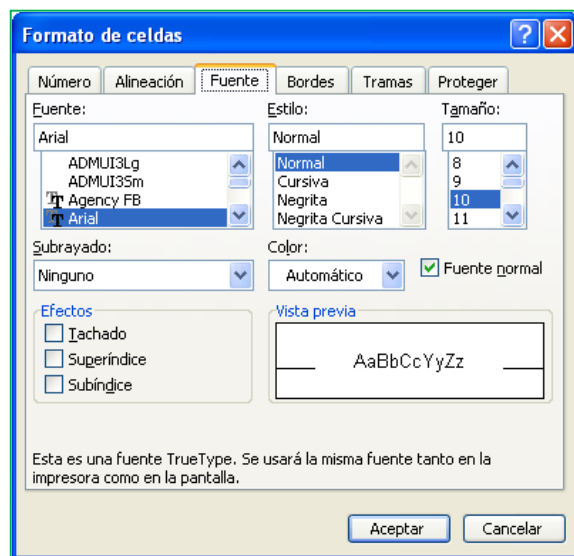 Formato de celdas
Número Alineación Fuente Bordes Tramas Proteger
Fuente: Estilo: Tamaño:
Arial Normal 10
ADMUI3Lg Normal 8
ADMUI3Sm Cursiva 9
Agency FB Negrita 10
Arial Negrita Cursiva 11
Subrayado: Color:
Ninguno Automático Fuente normal
Efectos Vista previa
Tachado
Superíndice AaBbCcYyZz
Subíndice
Esta es una fuente TrueType. Se usará la misma fuente tanto en la
impresora como en la pantalla.
Aceptar Cancelar